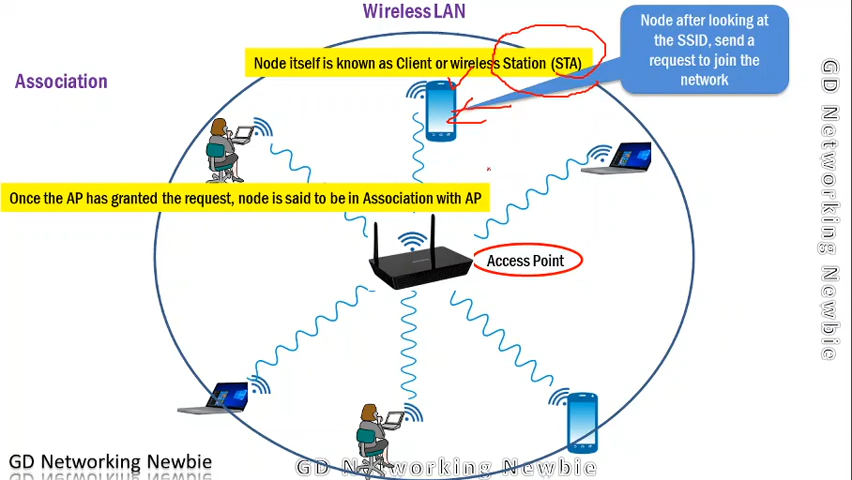 Wireless LAN
Node after looking at
the SSID, send a
request to join the
network
Node itself is known as Client or wireless Station (STA)
Association
Once the AP has granted the request, node is said to be in Association with AP
Access Point
GD Networking Newbie
GD Networking Newbie
GD Networking Newbie